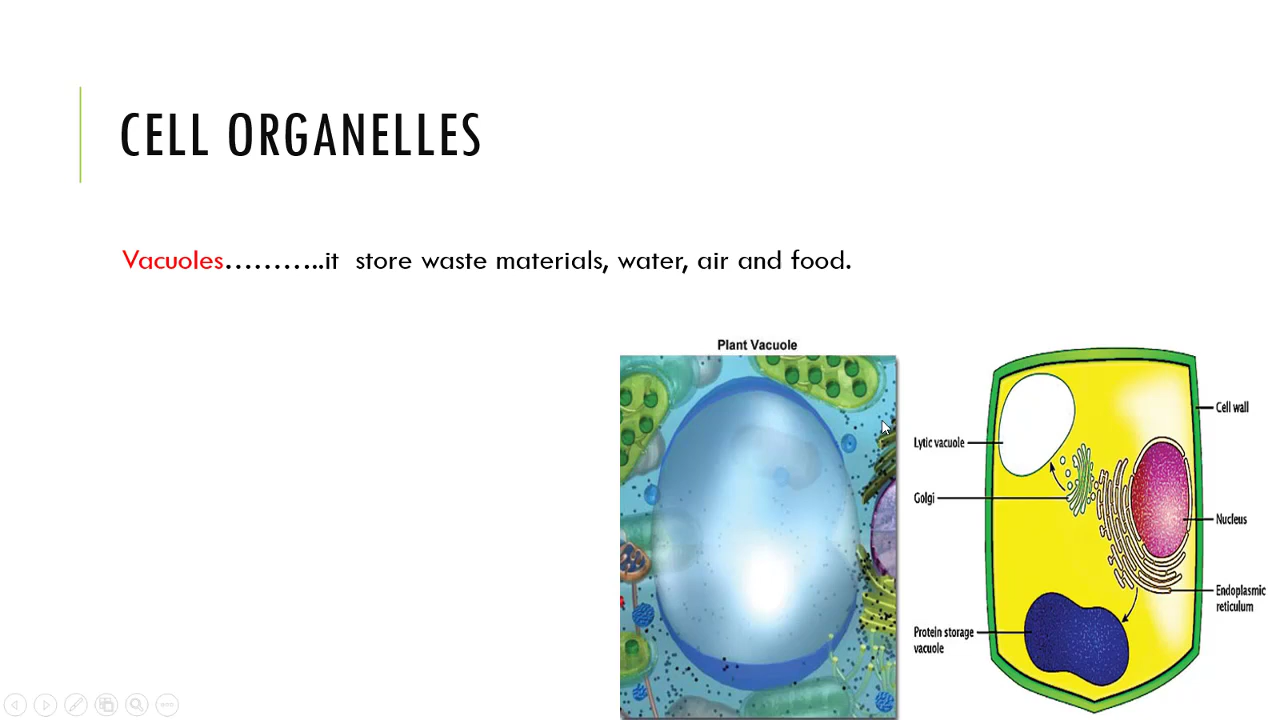 CELL ORGANELLES
Vacuoles………..it  store waste materials, water, air and food.
Plant Vacuole
Cell wall
Lytic vacuole
Golgi
Nucleus
Endoplasmic
reticulum
Protein storage
vacuole